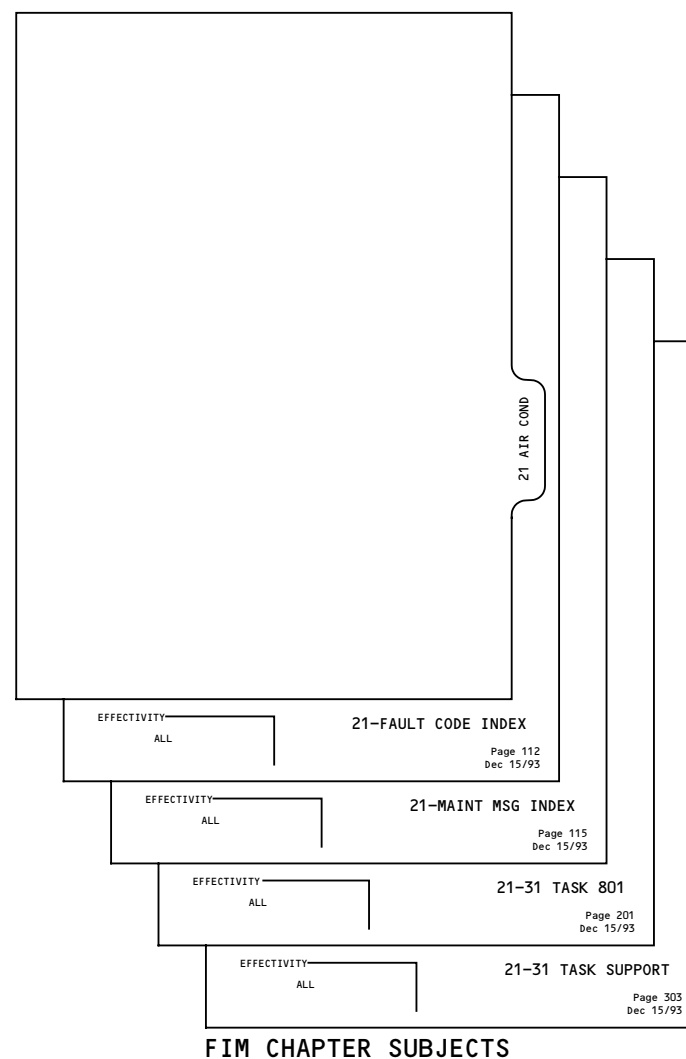 21 AIR COND
EFFECTIVITY
ALL
21-FAULT CODE INDEX
Page 112
Dec 15/93
EFFECTIVITY
ALL
21-MAINT MSG INDEX
Page 115
Dec 15/93
EFFECTIVITY
ALL
21-31 TASK 801
Page 201
Dec 15/93
EFFECTIVITY
ALL
21-31 TASK SUPPORT
Page 303
Dec 15/93
FIM CHAPTER SUBJECTS